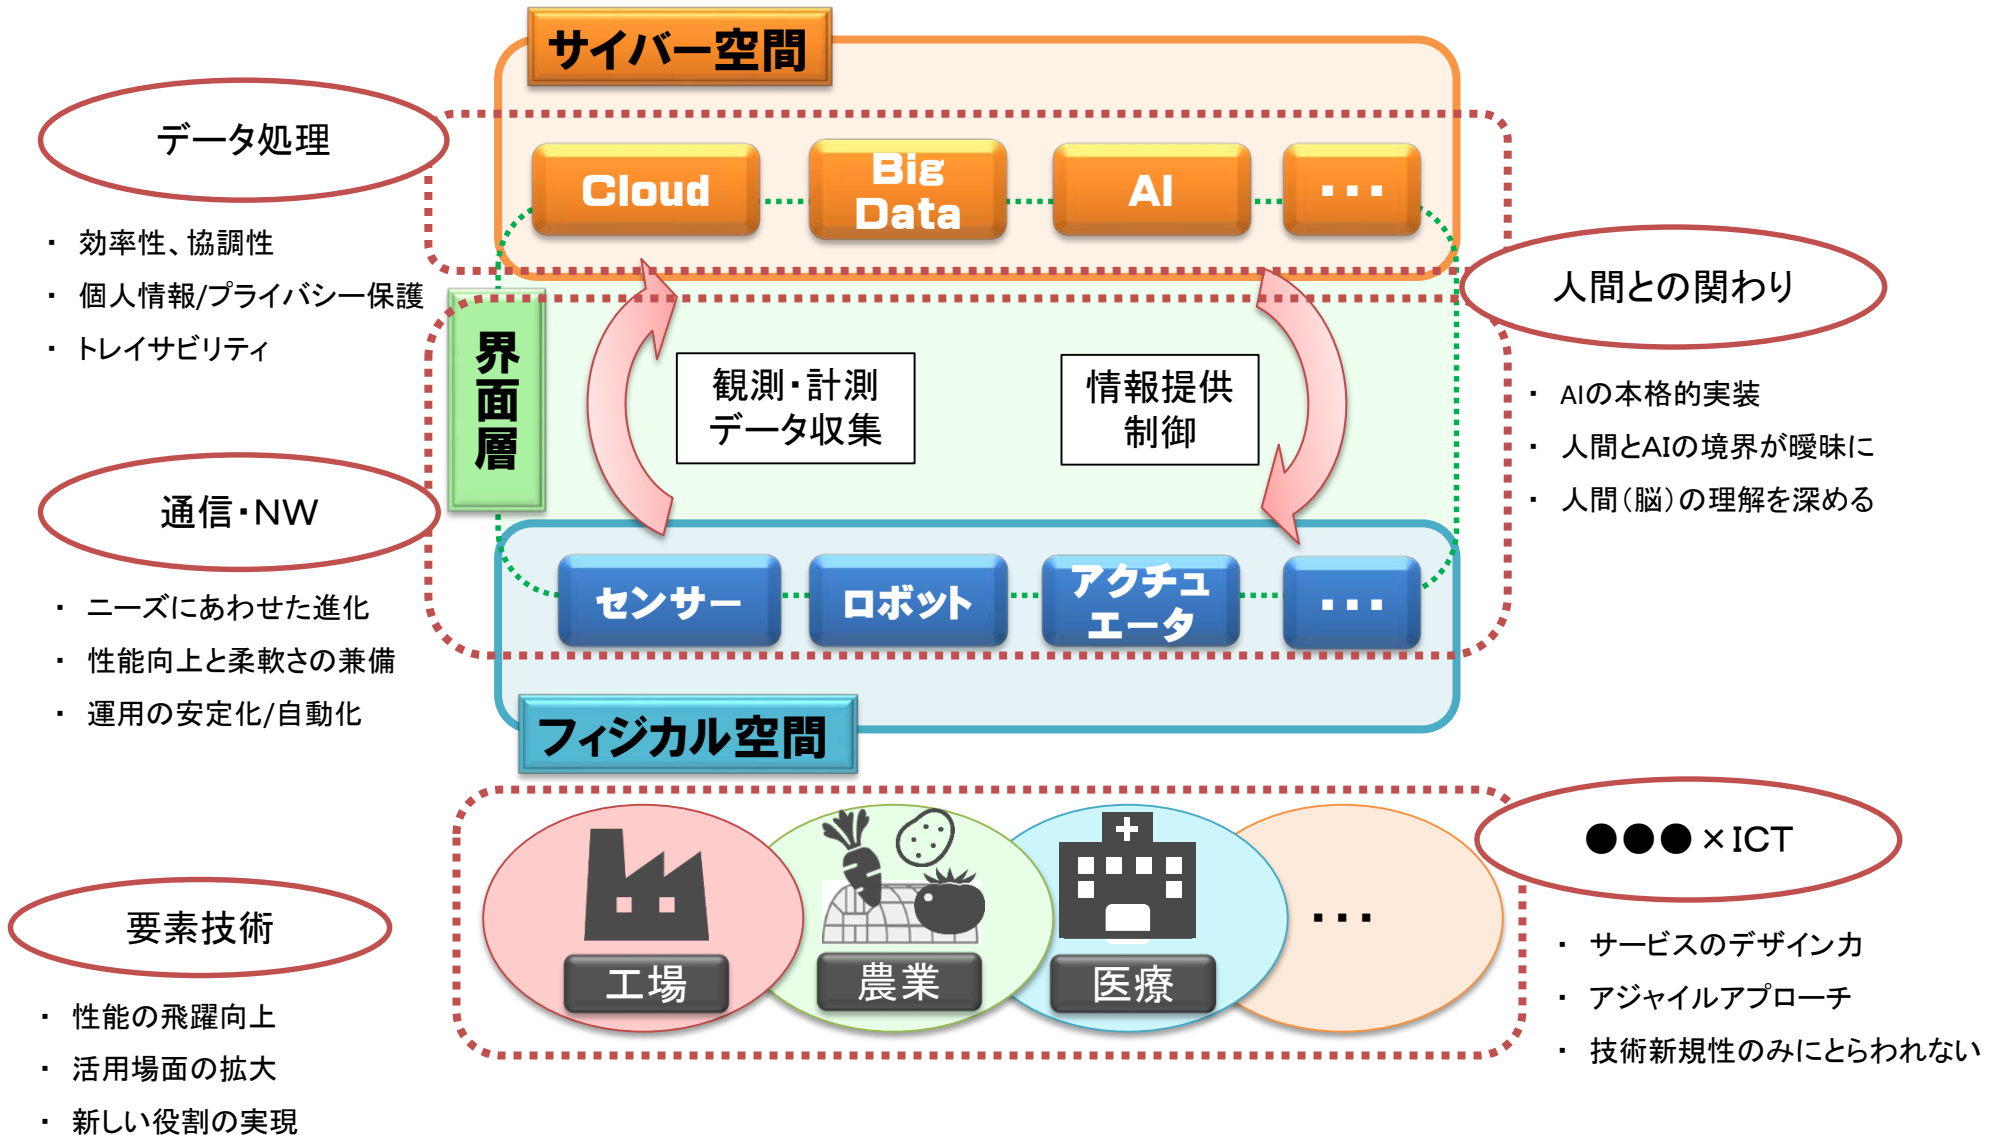 サイバー空間
データ処理
・ 効率性、協調性
・ 個人情報/プライバシー保護
・ トレイサビリティ
Cloud
Big
Data
AI
・・・
人間との関わり
・ AIの本格的実装
・ 人間とAIの境界が曖昧に
・ 人間（脳）の理解を深める
界
面
層
観測・計測
データ収集
情報提供
制御
通信・NW
・ ニーズにあわせた進化
・ 性能向上と柔軟さの兼備
・ 運用の安定化/自動化
センサー
ロボット
アクチュ
エータ
・・・
フィジカル空間
工場
農業
医療
・・・
●●●×ICT
・ サービスのデザイン力
・ アジャイルアプローチ
・ 技術新規性のみにとらわれない
要素技術
・ 性能の飛躍向上
・ 活用場面の拡大
・ 新しい役割の実現